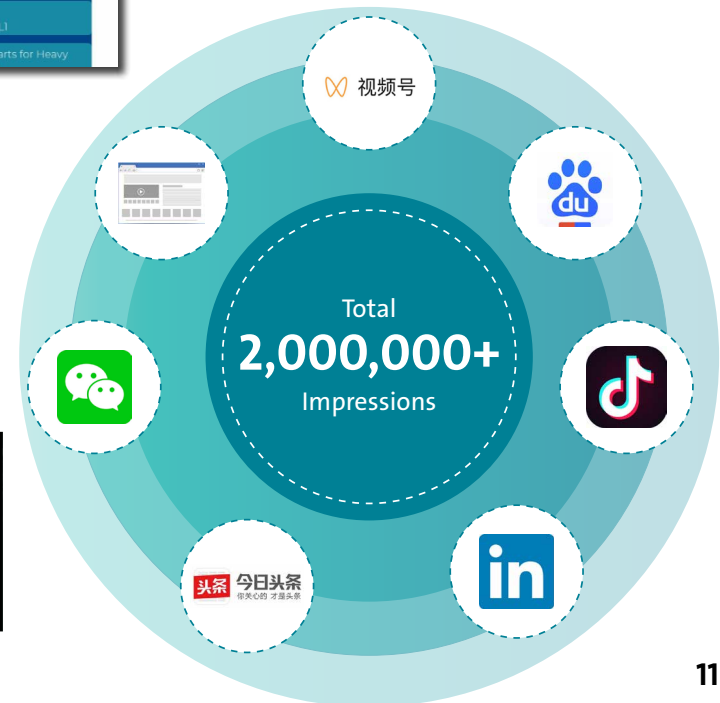 L1
arts for Heavy
视频号
du
Total
2,000,000+
Impressions
头条 今日头条
你关心的 才是头条
in
11